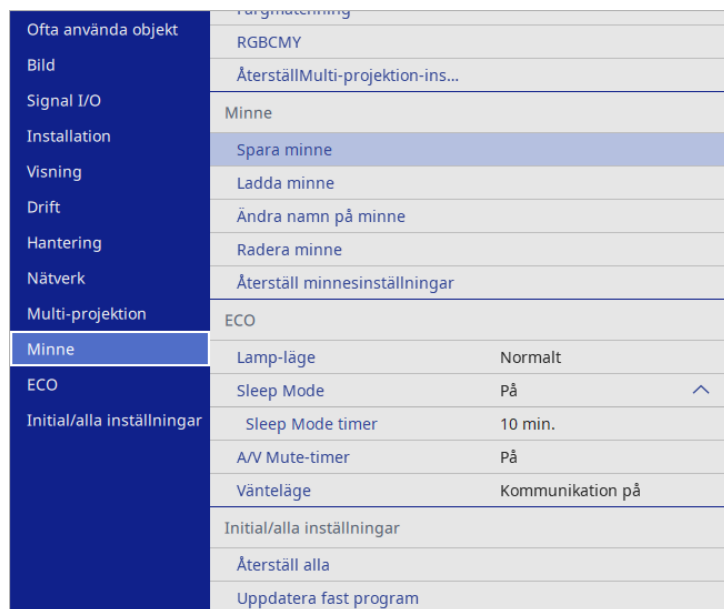 Ofta använda objekt
Bild
Signal I/O
Installation
Visning
Drift
Hantering
Nätverk
Multi-projektion
Minne
ECO
Initial/alla inställningar
Färgmatchning
RGBCMY
ÅterställMulti-projektion-ins...
Minne
Spara minne
Ladda minne
Ändra namn på minne
Radera minne
Återställ minnesinställningar
ECO
Lamp-läge Normalt
Sleep Mode På
Sleep Mode timer 10 min.
A/V Mute-timer På
Vänteläge Kommunikation på
Initial/alla inställningar
Återställ alla
Uppdatera fast program